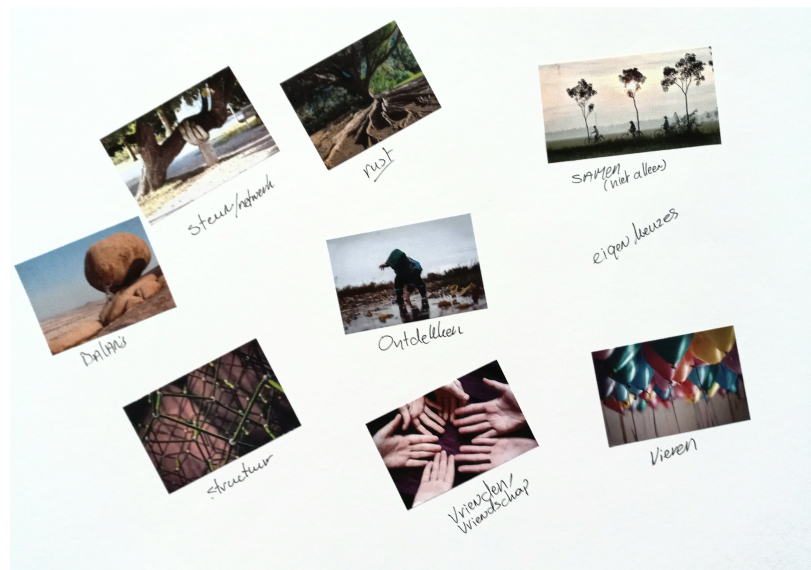 rust
SAMEN
(niet alleen)
steun/netwerk
eigen keuzes
BALANS
Ontdekken
Vieren
structuur
Vrienden/
Vriendschap